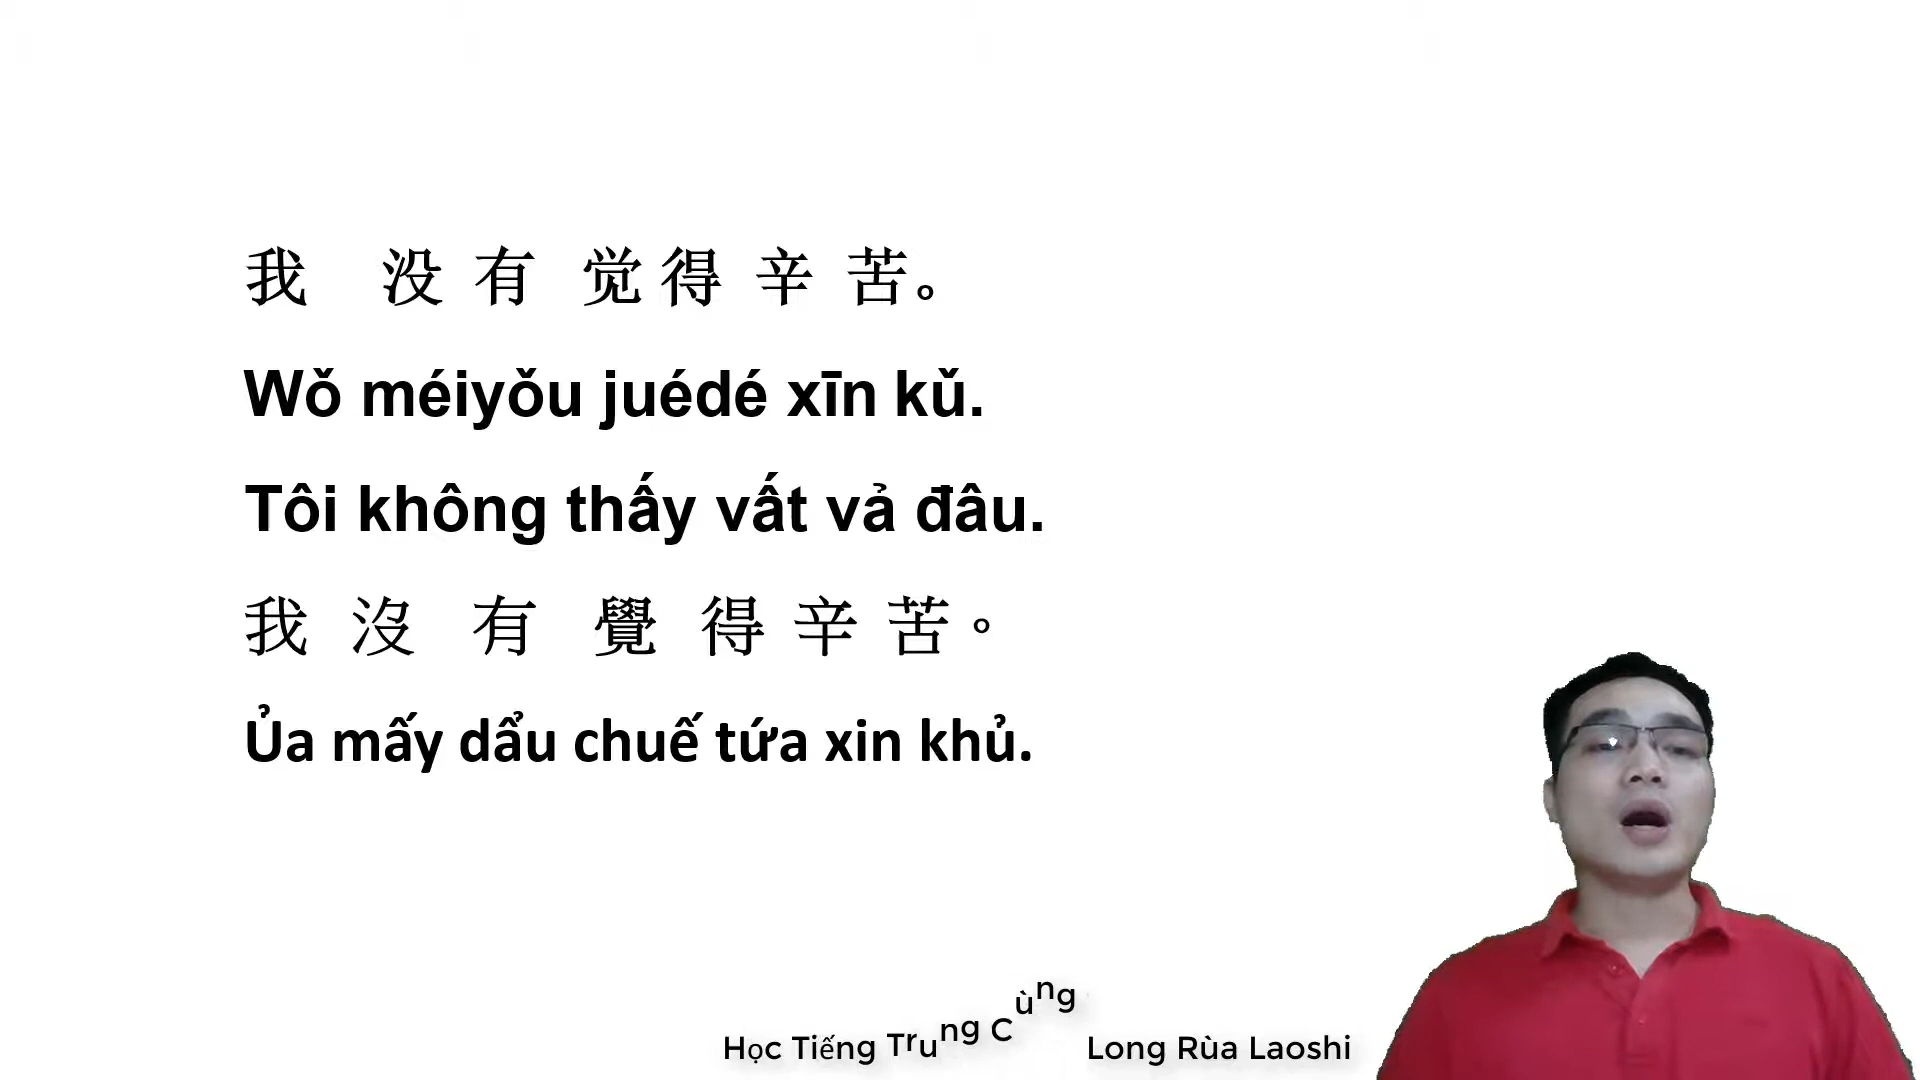 我 没 有 觉 得 辛 苦。
Wǒ méiyǒu juédé xīn kǔ.
Tôi không thấy vất vả đâu.
我 沒 有 覺 得 辛 苦。
Ủa mấy dẩu chuế tứa xin khủ.
Học Tiếng Trung Cùng Long Rùa Laoshi